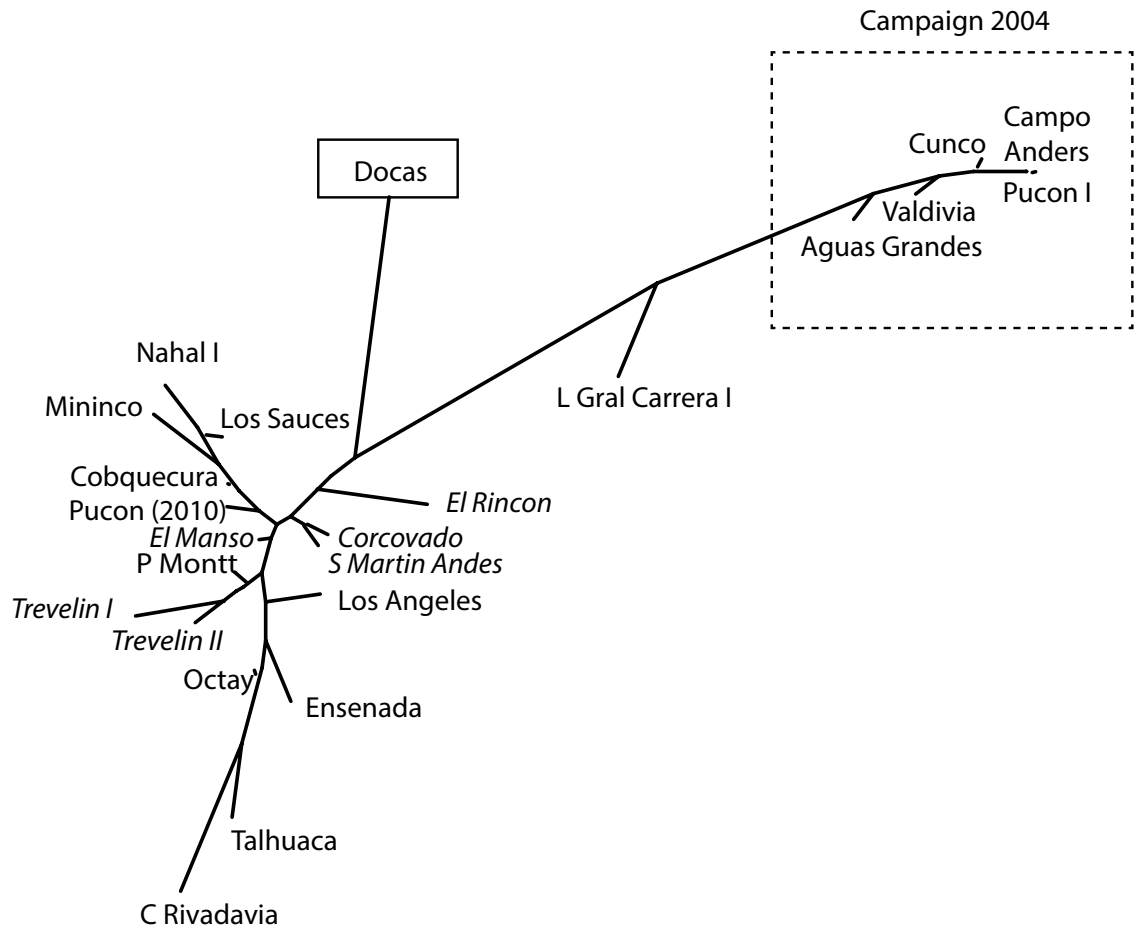 Campaign 2004
Campo
Anders
Cunco
Pucon I
Valdivia
Aguas Grandes
Docas
L Gral Carrera I
Nahal I
Mininco
Los Sauces
Cobquecura
Pucon (2010)
El Rincon
El Manso
Corcovado
P Montt
S Martin Andes
Trevelin I
Los Angeles
Trevelin II
Octay
Ensenada
Talhuaca
C Rivadavia